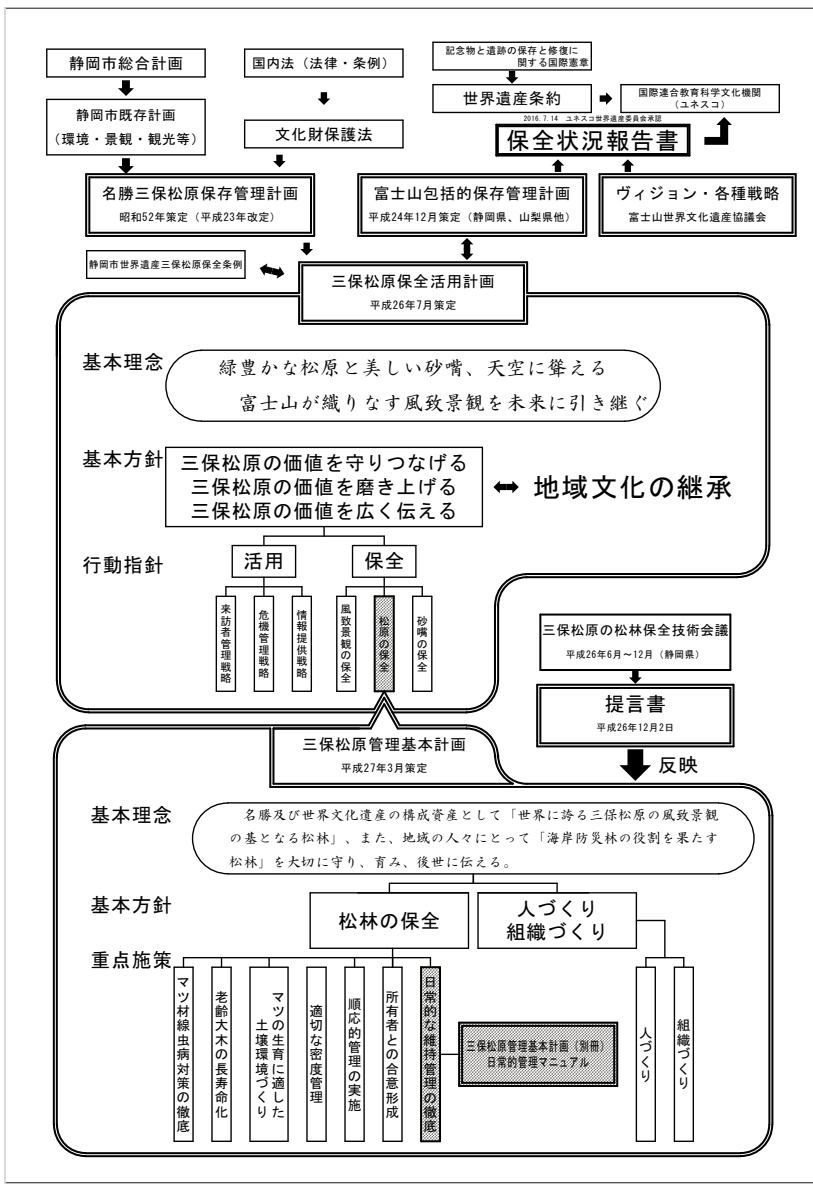 静岡市総合計画
国内法（法律・条例）
記念物と遺跡の保存と修復に
関する国際憲章
静岡市既存計画
（環境・景観・観光等）
文化財保護法
世界遺産条約
国際連合教育科学文化機関
（ユネスコ）
2016.7.14 ユネスコ世界遺産委員会承認
保全状況報告書
名勝三保松原保存管理計画
昭和52年策定（平成23年改定）
富士山包括的保存管理計画
平成24年12月策定（静岡県、山梨県他）
ヴィジョン・各種戦略
富士山世界文化遺産協議会
静岡市世界遺産三保松原保全条例
三保松原保全活用計画
平成26年7月策定
基本理念
緑豊かな松原と美しい砂嘴、天空に聳える
富士山が織りなす風致景観を未来に引き継ぐ
基本方針
三保松原の価値を守りつなげる
三保松原の価値を磨き上げる
三保松原の価値を広く伝える
地域文化の継承
行動指針
活用
保全
来訪者管理戦略
危機管理戦略
情報提供戦略
風致景観の保全
松原の保全
砂嘴の保全
三保松原の松林保全技術会議
平成26年6月～12月（静岡県）
提言書
平成26年12月2日
反映
三保松原管理基本計画
平成27年3月策定
基本理念
名勝及び世界文化遺産の構成資産として「世界に誇る三保松原の風致景観
の基となる松林」、また、地域の人々にとって「海岸防災林の役割を果たす
松林」を大切に守り、育み、後世に伝える。
基本方針
松林の保全
人づくり
組織づくり
重点施策
マツ材線虫病対策の徹底
老齢大木の長寿命化
マツの生育に適した
土壌環境づくり
適切な密度管理
順応的管理の実施
所有者との合意形成
日常的な維持管理の徹底
三保松原管理基本計画（別冊）
日常的管理マニュアル
人づくり
組織づくり